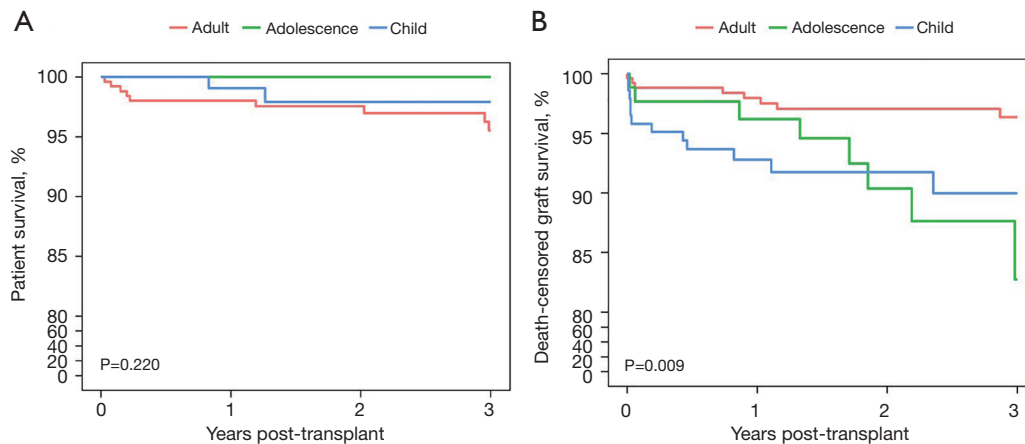 A
Adult Adolescence Child
Patient survival, %
100
95
90
85
80
60
40
20
0
P=0.220
0 1 2 3
Years post-transplant
B
Adult Adolescence Child
Death-censored graft survival, %
100
95
90
85
80
60
40
20
0
P=0.009
0 1 2 3
Years post-transplant